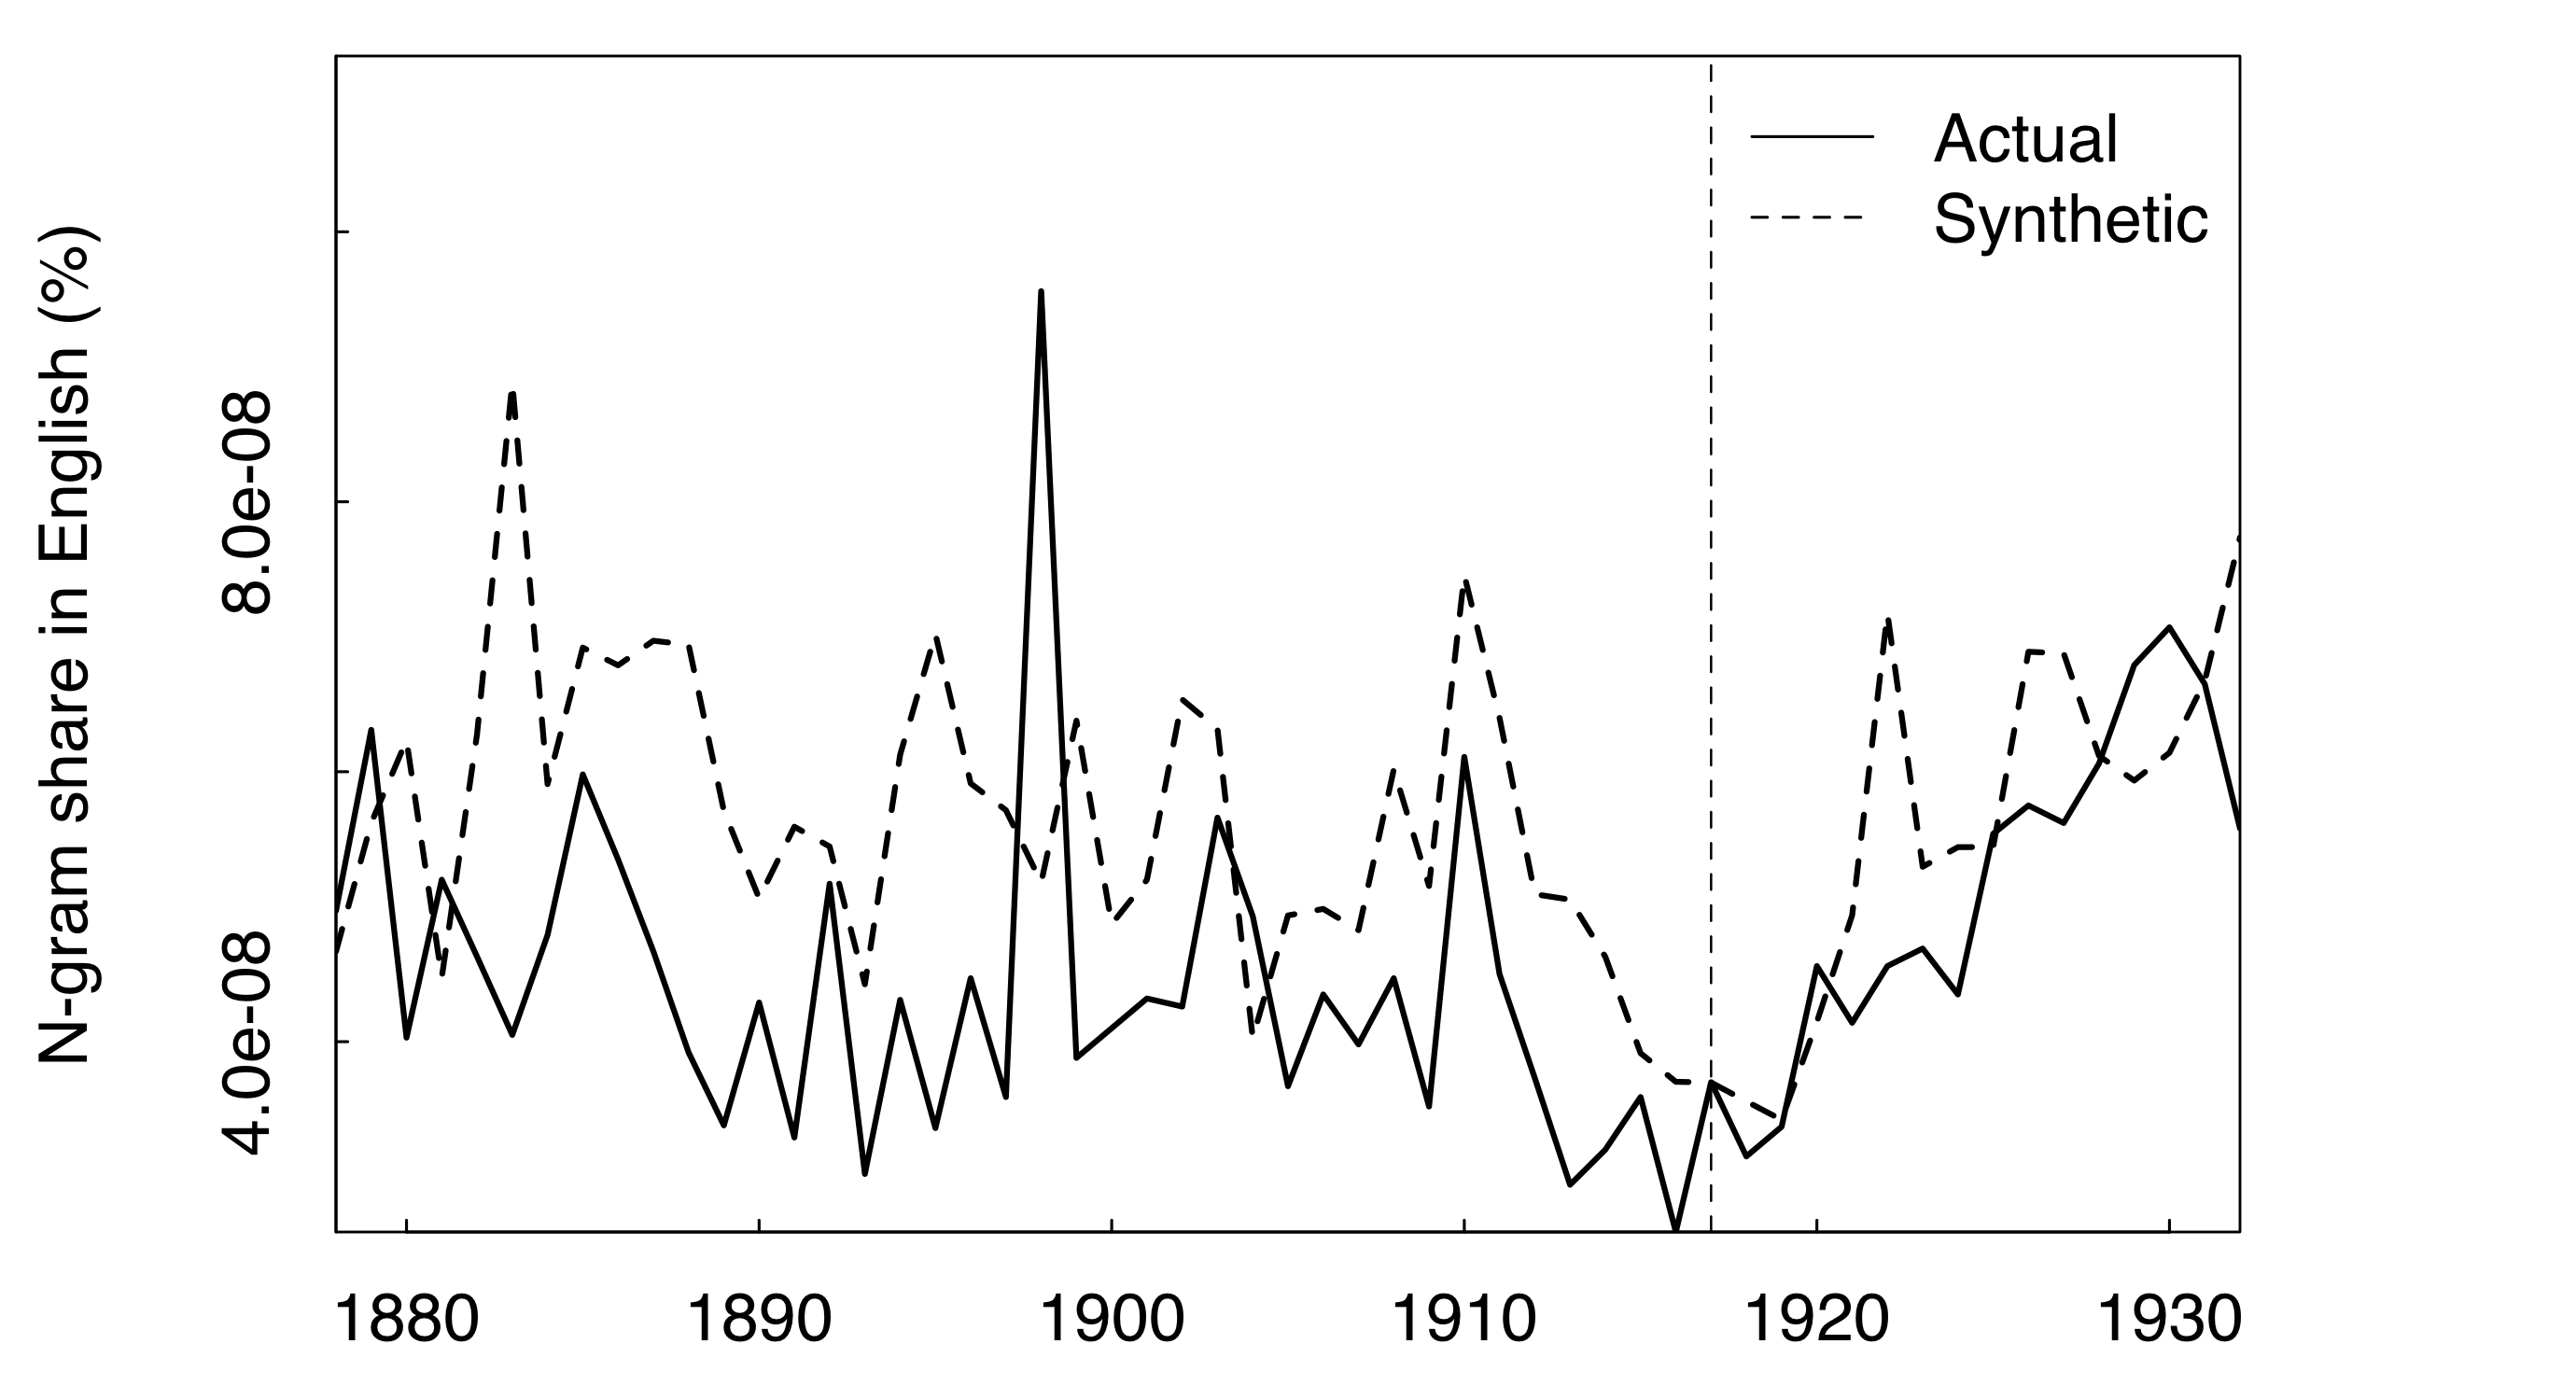 N-gram share in English (%)
8.0e-08
4.0e-08
Actual
Synthetic
1880 1890 1900 1910 1920 1930